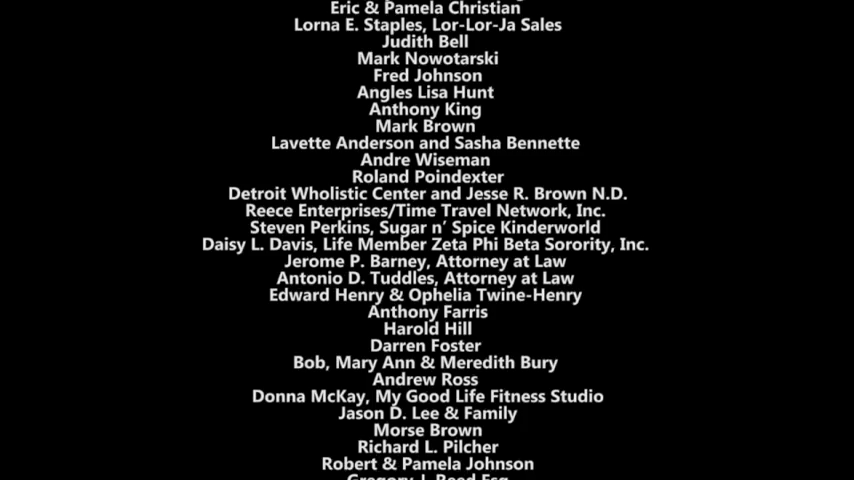 Eric & Pamela Christian
Lorna E. Staples, Lor-Lor-Ja Sales
Judith Bell
Mark Nowotarski
Fred Johnson
Angles Lisa Hunt
Anthony King
Mark Brown
Lavette Anderson and Sasha Bennette
Andre Wiseman
Roland Poindexter
Detroit Wholistic Center and Jesse R. Brown N.D.
Reece Enterprises/Time Travel Network, Inc.
Steven Perkins, Sugar n’ Spice Kinderworld
Daisy L. Davis, Life Member Zeta Phi Beta Sorority, Inc.
Jerome P. Barney, Attorney at Law
Antonio D. Tuddles, Attorney at Law
Edward Henry & Ophelia Twine-Henry
Anthony Farris
Harold Hill
Darren Foster
Bob, Mary Ann & Meredith Bury
Andrew Ross
Donna McKay, My Good Life Fitness Studio
Jason D. Lee & Family
Morse Brown
Richard L. Pilcher
Robert & Pamela Johnson
Gregory J. Reed Esq